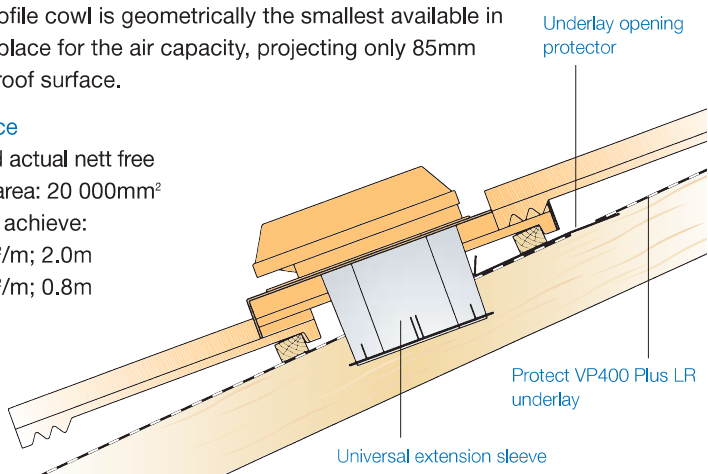 ofile cowl is geometrically the smallest available in
place for the air capacity, projecting only 85mm
roof surface.
ce
d actual nett free
area: 20 000mm²
achieve:
²/m; 2.0m
²/m; 0.8m
Underlay opening
protector
Protect VP400 Plus LR
underlay
Universal extension sleeve